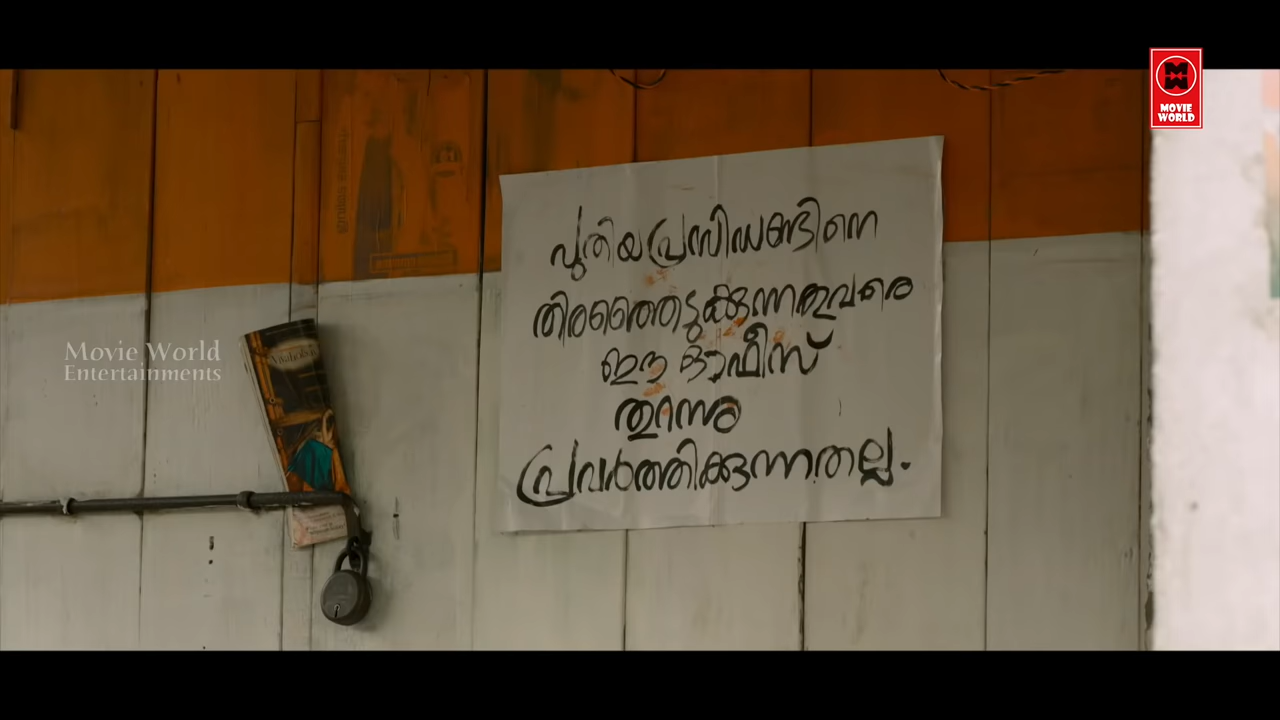 MOVIE
WORLD
പുതിയ പ്രസിഡണ്ടിനെ
തിരഞ്ഞെടുക്കുന്നതുവരെ
ഈ ഓഫീസ്
തുറന്നു
പ്രവർത്തിക്കുന്നതല്ല.
Movie World
Entertainments